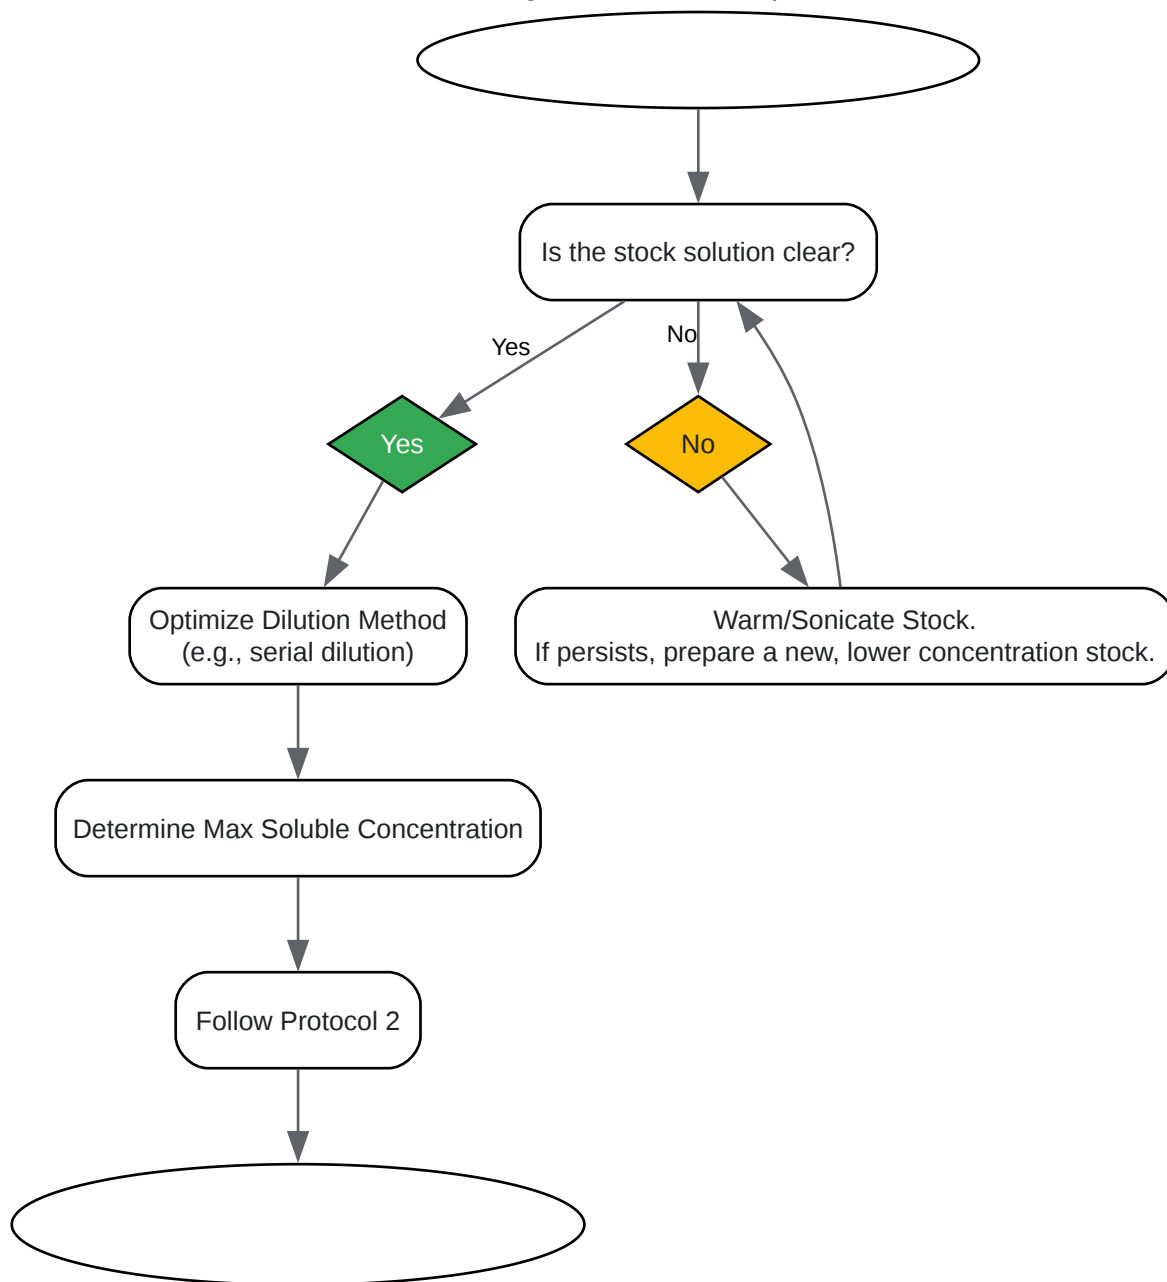 Is the stock solution clear?
Yes
No
Yes
No
Optimize Dilution Method
(e.g., serial dilution)
Warm/Sonicate Stock.
If persists, prepare a new, lower concentration stock.
Determine Max Soluble Concentration
Follow Protocol 2